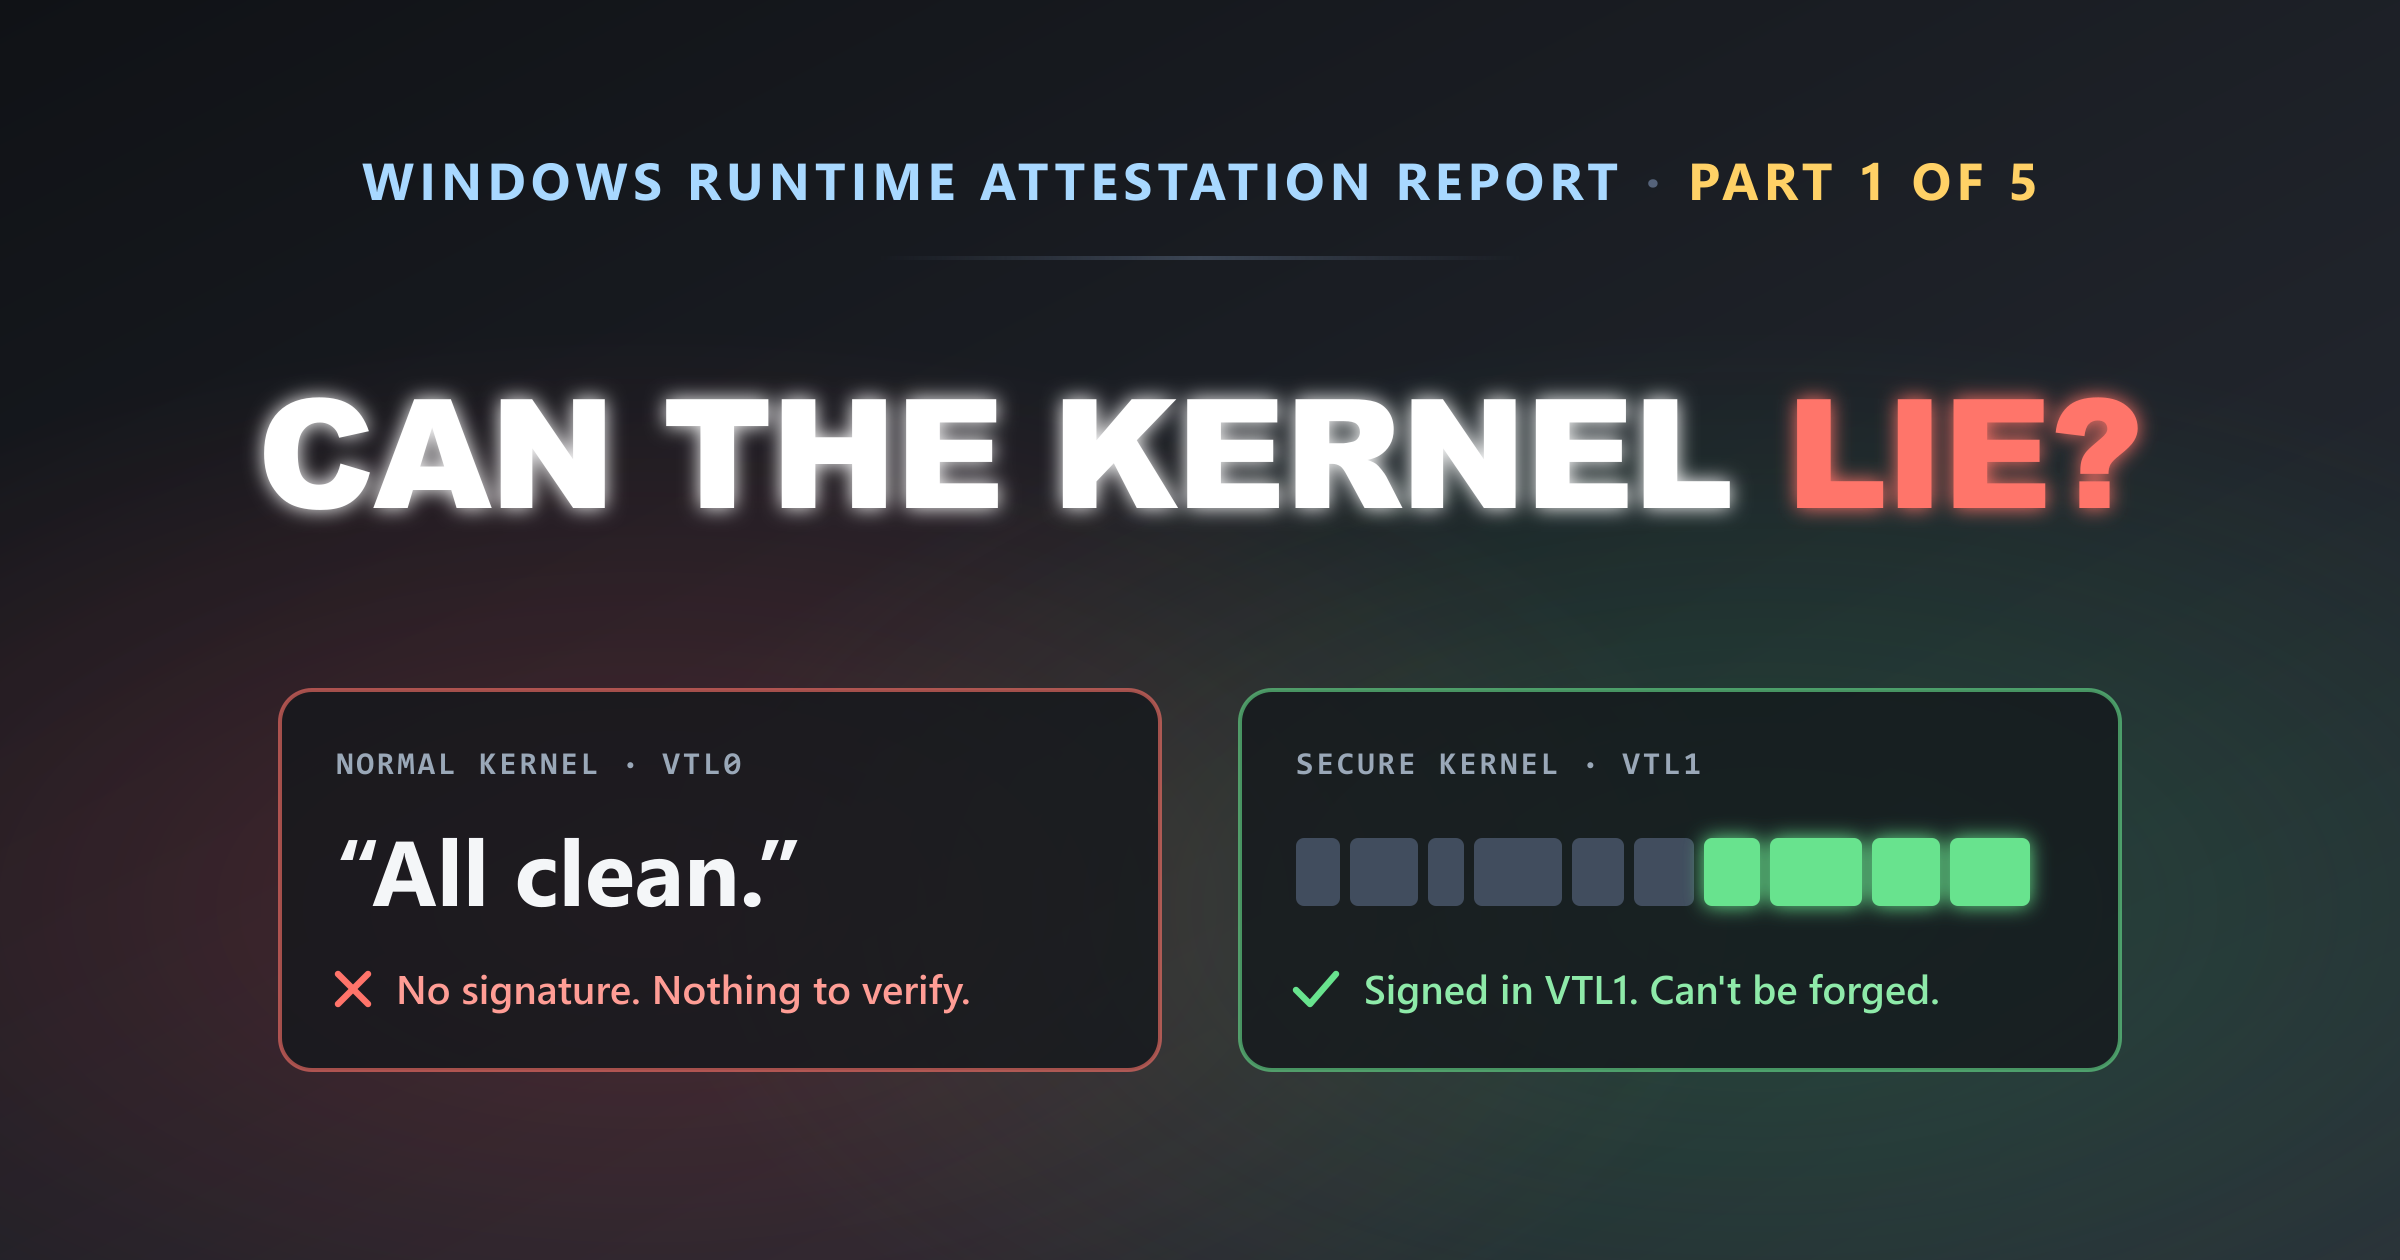 WINDOWS RUNTIME ATTESTATION REPORT · PART 1 OF 5
CAN THE KERNEL LIE?
NORMAL KERNEL · VTL0
“All clean.”
No signature. Nothing to verify.
SECURE KERNEL · VTL1
Signed in VTL1. Can't be forged.